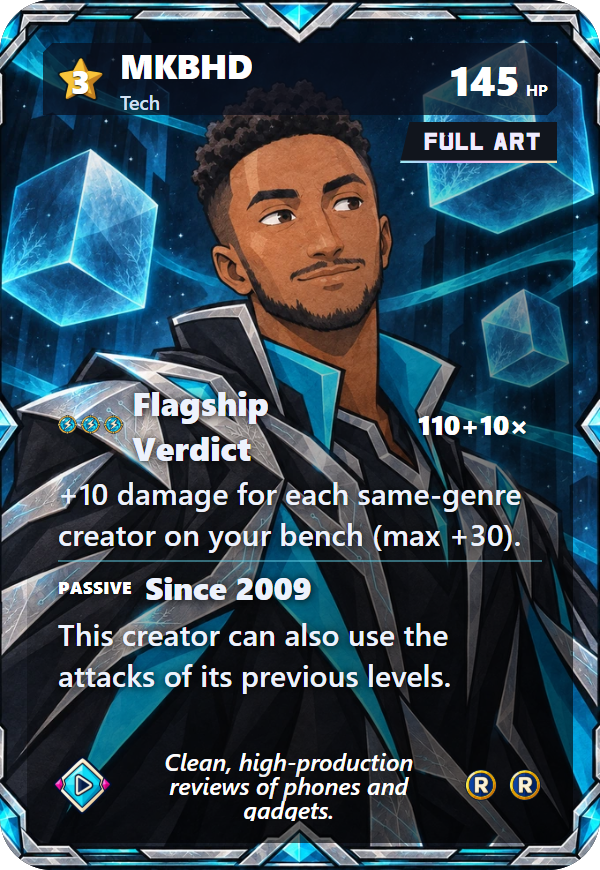 3
MKBHD
Tech
145 HP
FULL ART
Flagship
Verdict
110+10×
+10 damage for each same-genre
creator on your bench (max +30).
PASSIVE Since 2009
This creator can also use the
attacks of its previous levels.
Clean, high-production
reviews of phones and
gadgets.
R R